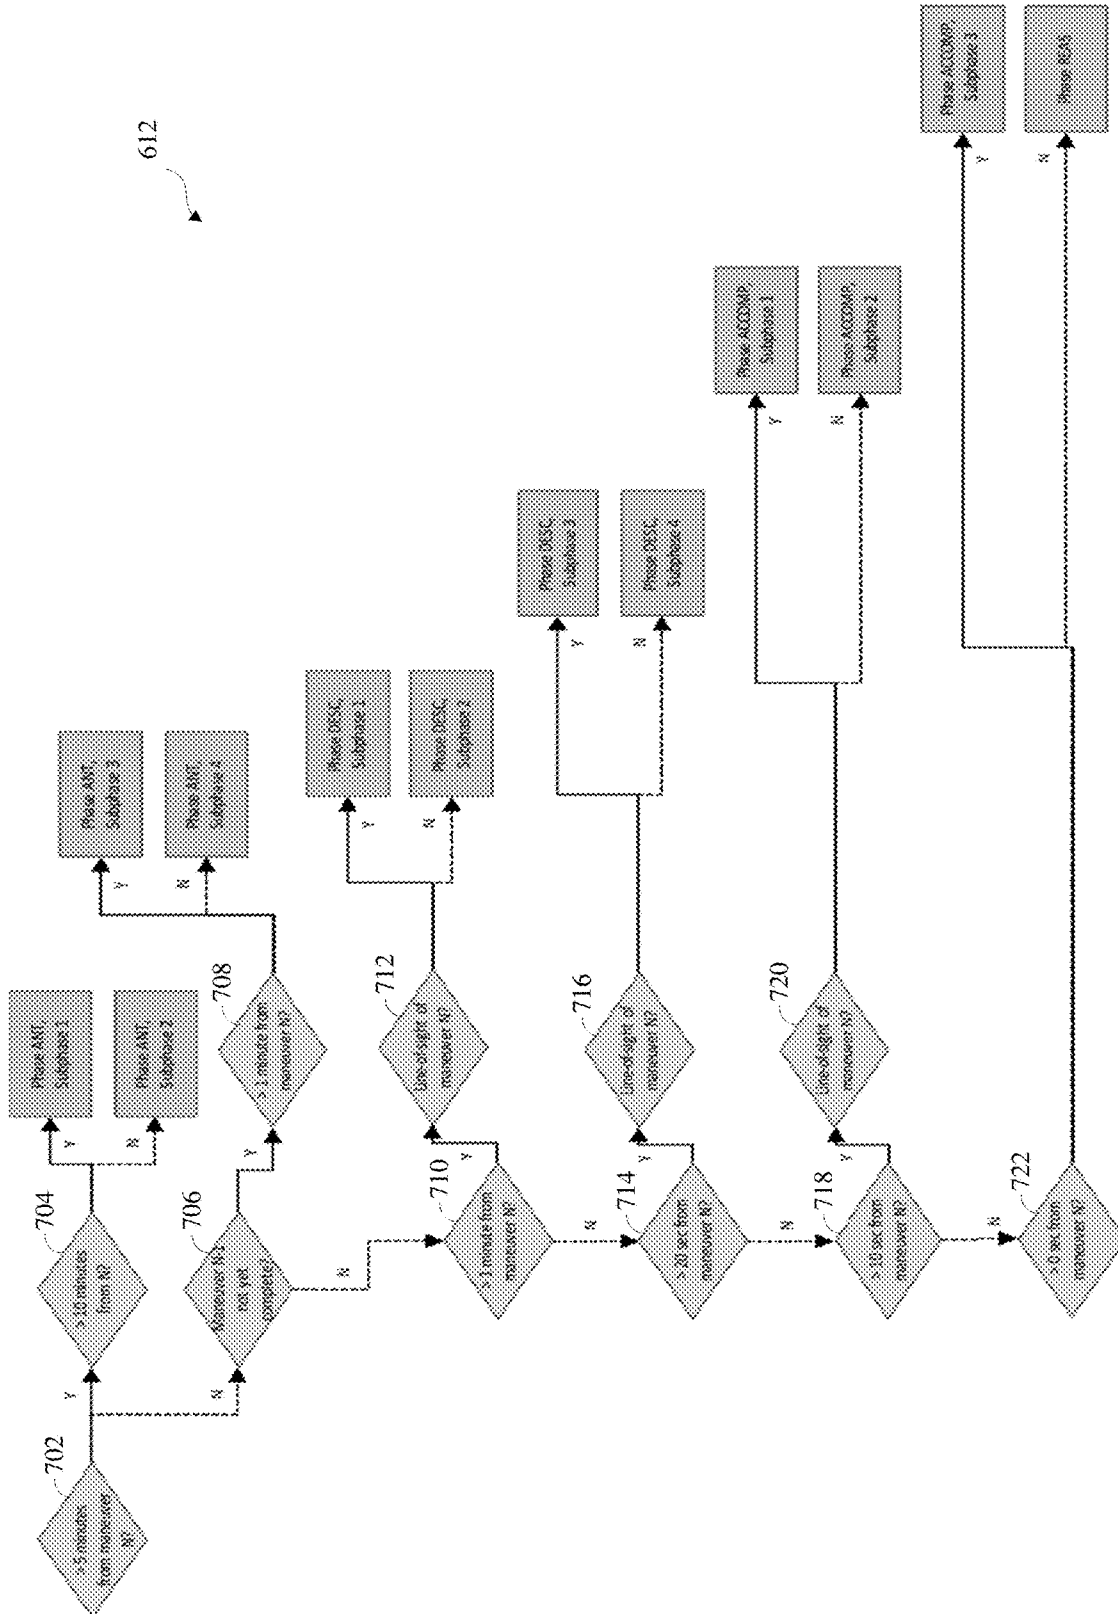 612
702
> 5 minutes
from maneuver
N?
Y
N
704
> 10 minutes
from N?
Y
N
Phase ANT,
Subphase 1
Phase ANT,
Subphase 2
706
Maneuver N-1
not yet
complete?
Y
N
708
> 1 minute from
maneuver N?
Y
N
Phase ANT,
Subphase 3
Phase ANT,
Subphase 4
710
> 1 minute from
maneuver N?
Y
N
712
Line-of-sight of
maneuver N?
Y
N
Phase DESC,
Subphase 1
Phase DESC,
Subphase 2
714
> 20 sec from
maneuver N?
Y
N
716
Line-of-sight of
maneuver N?
Y
N
Phase DESC,
Subphase 3
Phase DESC,
Subphase 4
718
> 10 sec from
maneuver N?
Y
N
720
Line-of-sight of
maneuver N?
Y
N
Phase ACCOMP,
Subphase 1
Phase ACCOMP,
Subphase 2
722
> 0 sec from
maneuver N?
Y
N
Phase ACCOMP,
Subphase 3
Phase REAS